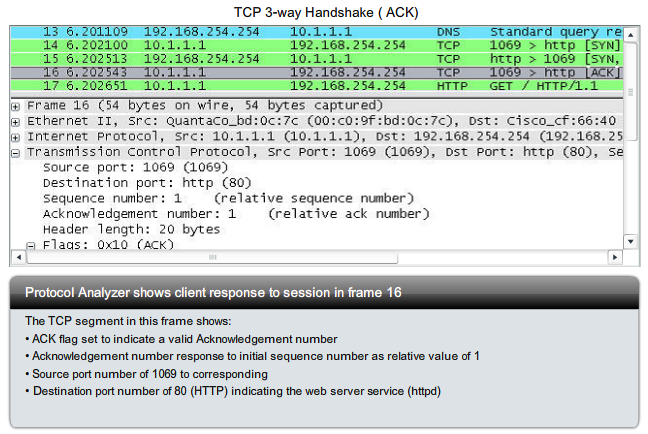 TCP 3-way Handshake ( ACK)
13 6.201109 192.168.254.254 10.1.1.1 DNS Standard query re
14 6.202100 10.1.1.1 192.168.254.254 TCP 1069 > http [SYN]
15 6.202513 192.168.254.254 10.1.1.1 TCP http > 1069 [SYN,
16 6.202543 10.1.1.1 192.168.254.254 TCP 1069 > http [ACK]
17 6.202651 10.1.1.1 192.168.254.254 HTTP GET / HTTP/1.1
Frame 16 (54 bytes on wire, 54 bytes captured)
Ethernet II, Src: QuantaCo_bd:0c:7c (00:c0:9f:bd:0c:7c), Dst: Cisco_cf:66:40
Internet Protocol, Src: 10.1.1.1 (10.1.1.1), Dst: 192.168.254.254 (192.168.25
Transmission Control Protocol, Src Port: 1069 (1069), Dst Port: http (80), Se
Source port: 1069 (1069)
Destination port: http (80)
Sequence number: 1 (relative sequence number)
Acknowledgement number: 1 (relative ack number)
Header length: 20 bytes
Flags: 0x10 (ACK)
Protocol Analyzer shows client response to session in frame 16
The TCP segment in this frame shows:
• ACK flag set to indicate a valid Acknowledgement number
• Acknowledgement number response to initial sequence number as relative value of 1
• Source port number of 1069 to corresponding
• Destination port number of 80 (HTTP) indicating the web server service (httpd)